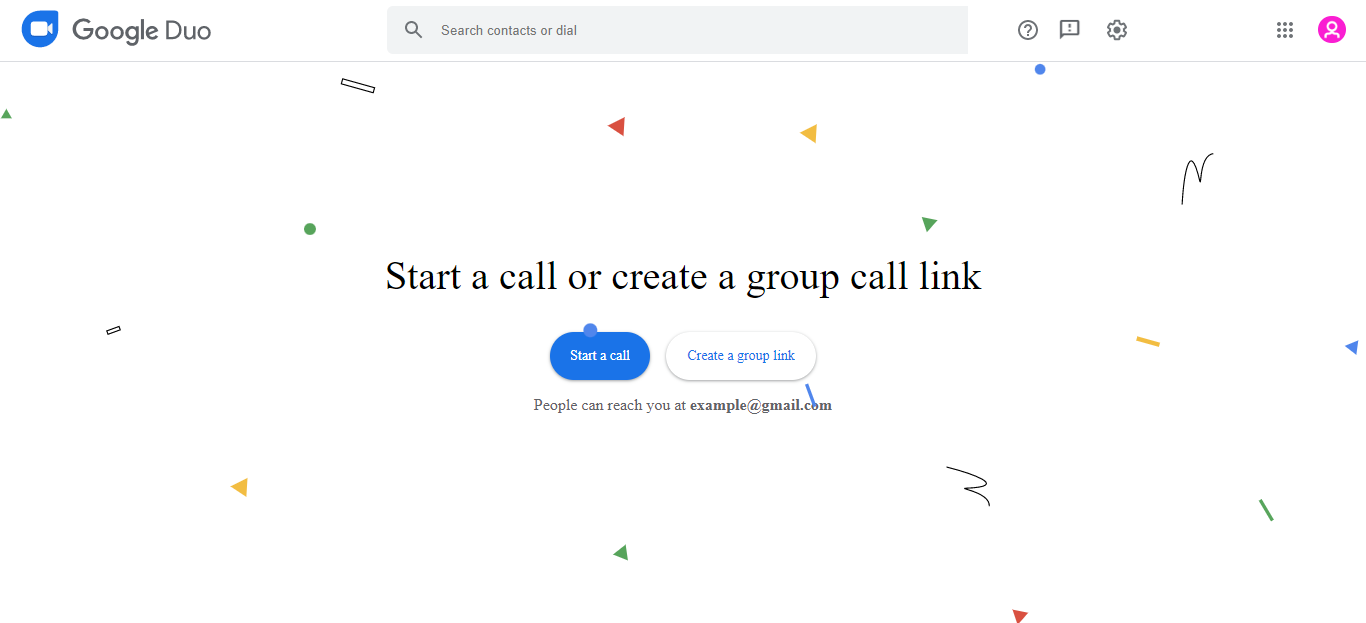 Google Duo
Search contacts or dial
Start a call or create a group call link
Start a call
Create a group link
People can reach you at example@gmail.com